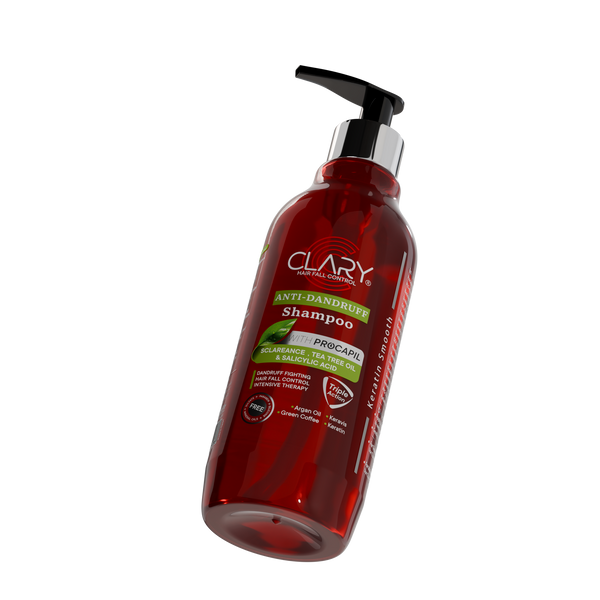 CLARY®
HAIR FALL CONTROL
ANTI-DANDRUFF
Shampoo
WITH PROCAPIL
SCLAREANCE . TEA TREE OIL
& SALICYLIC ACID
DANDRUFF FIGHTING
HAIR FALL CONTROL
INTENSIVE THERAPY
Triple
Action
FREE
• Argan Oil • Karavis
• Green Coffee • Keratin
Keratin Smooth